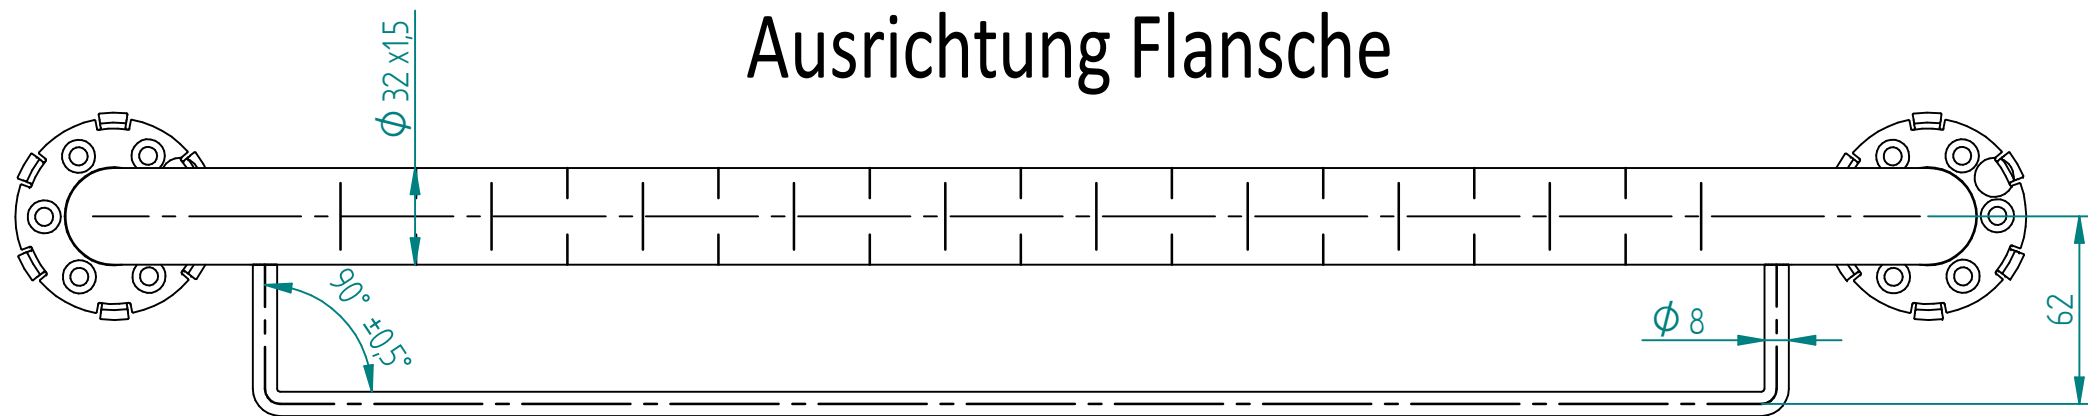 Ausrichtung Flansche
ϕ 32 x1,5
90° ±0,5°
ϕ 8
62